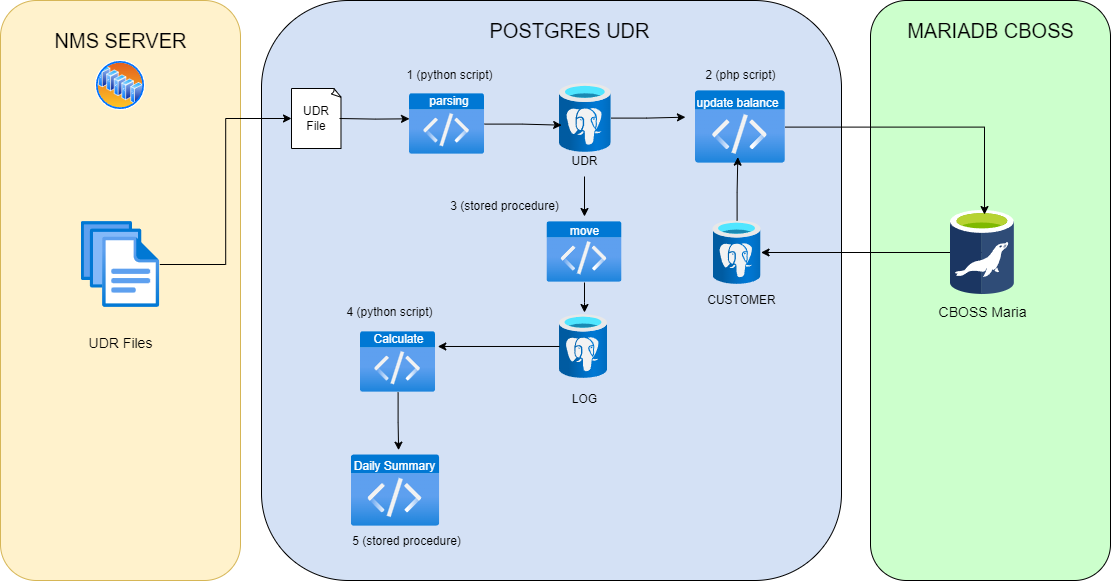 NMS SERVER
POSTGRES UDR
MARIADB CBOSS
1 (python script)
2 (php script)
parsing
update balance
UDR
File
UDR
3 (stored procedure)
move
CUSTOMER
CBOSS Maria
4 (python script)
Calculate
UDR Files
LOG
Daily Summary
5 (stored procedure)